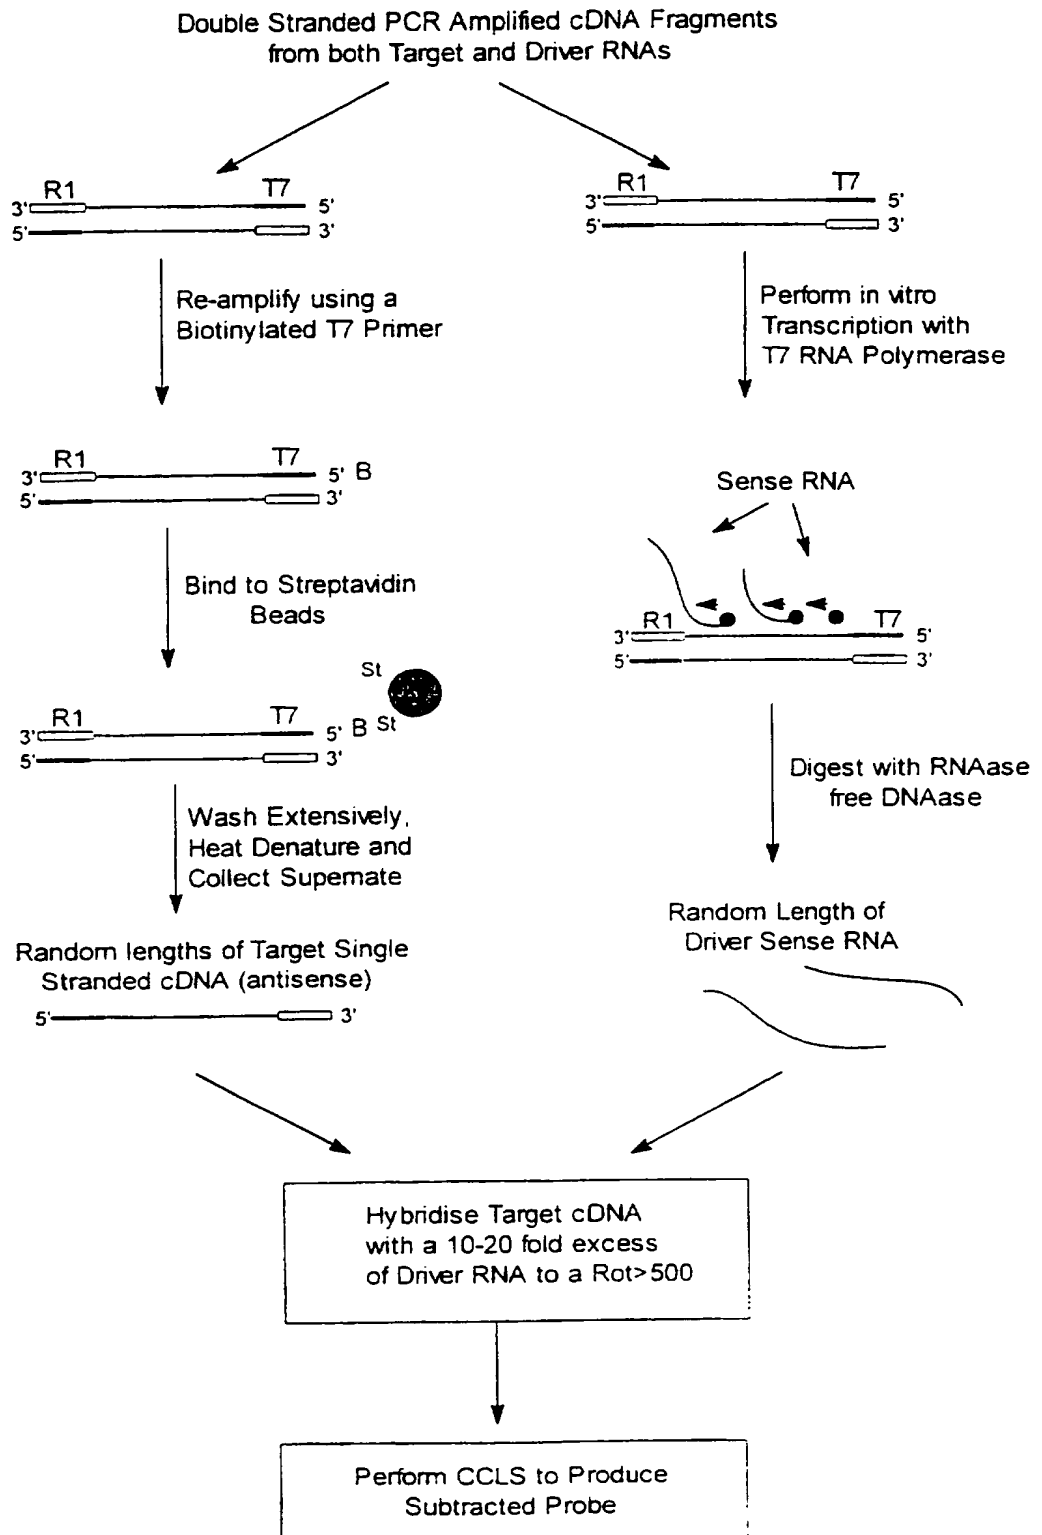 Double Stranded PCR Amplified cDNA Fragments
from both Target and Driver RNAs
R1 T7
3' 5'
5' 3'
R1 T7
3' 5'
5' 3'
Re-amplify using a
Biotinylated T7 Primer
Perform in vitro
Transcription with
T7 RNA Polymerase
R1 T7
3' 5' B
5' 3'
Sense RNA
Bind to Streptavidin
Beads
R1 T7
3' 5'
5' 3'
St
R1 T7
3' 5' B St
5' 3'
Digest with RNAase
free DNAase
Wash Extensively,
Heat Denature and
Collect Supernate
Random Length of
Driver Sense RNA
Random lengths of Target Single
Stranded cDNA (antisense)
5' 3'
Hybridise Target cDNA
with a 10-20 fold excess
of Driver RNA to a Rot>500
Perform CCLS to Produce
Subtracted Probe